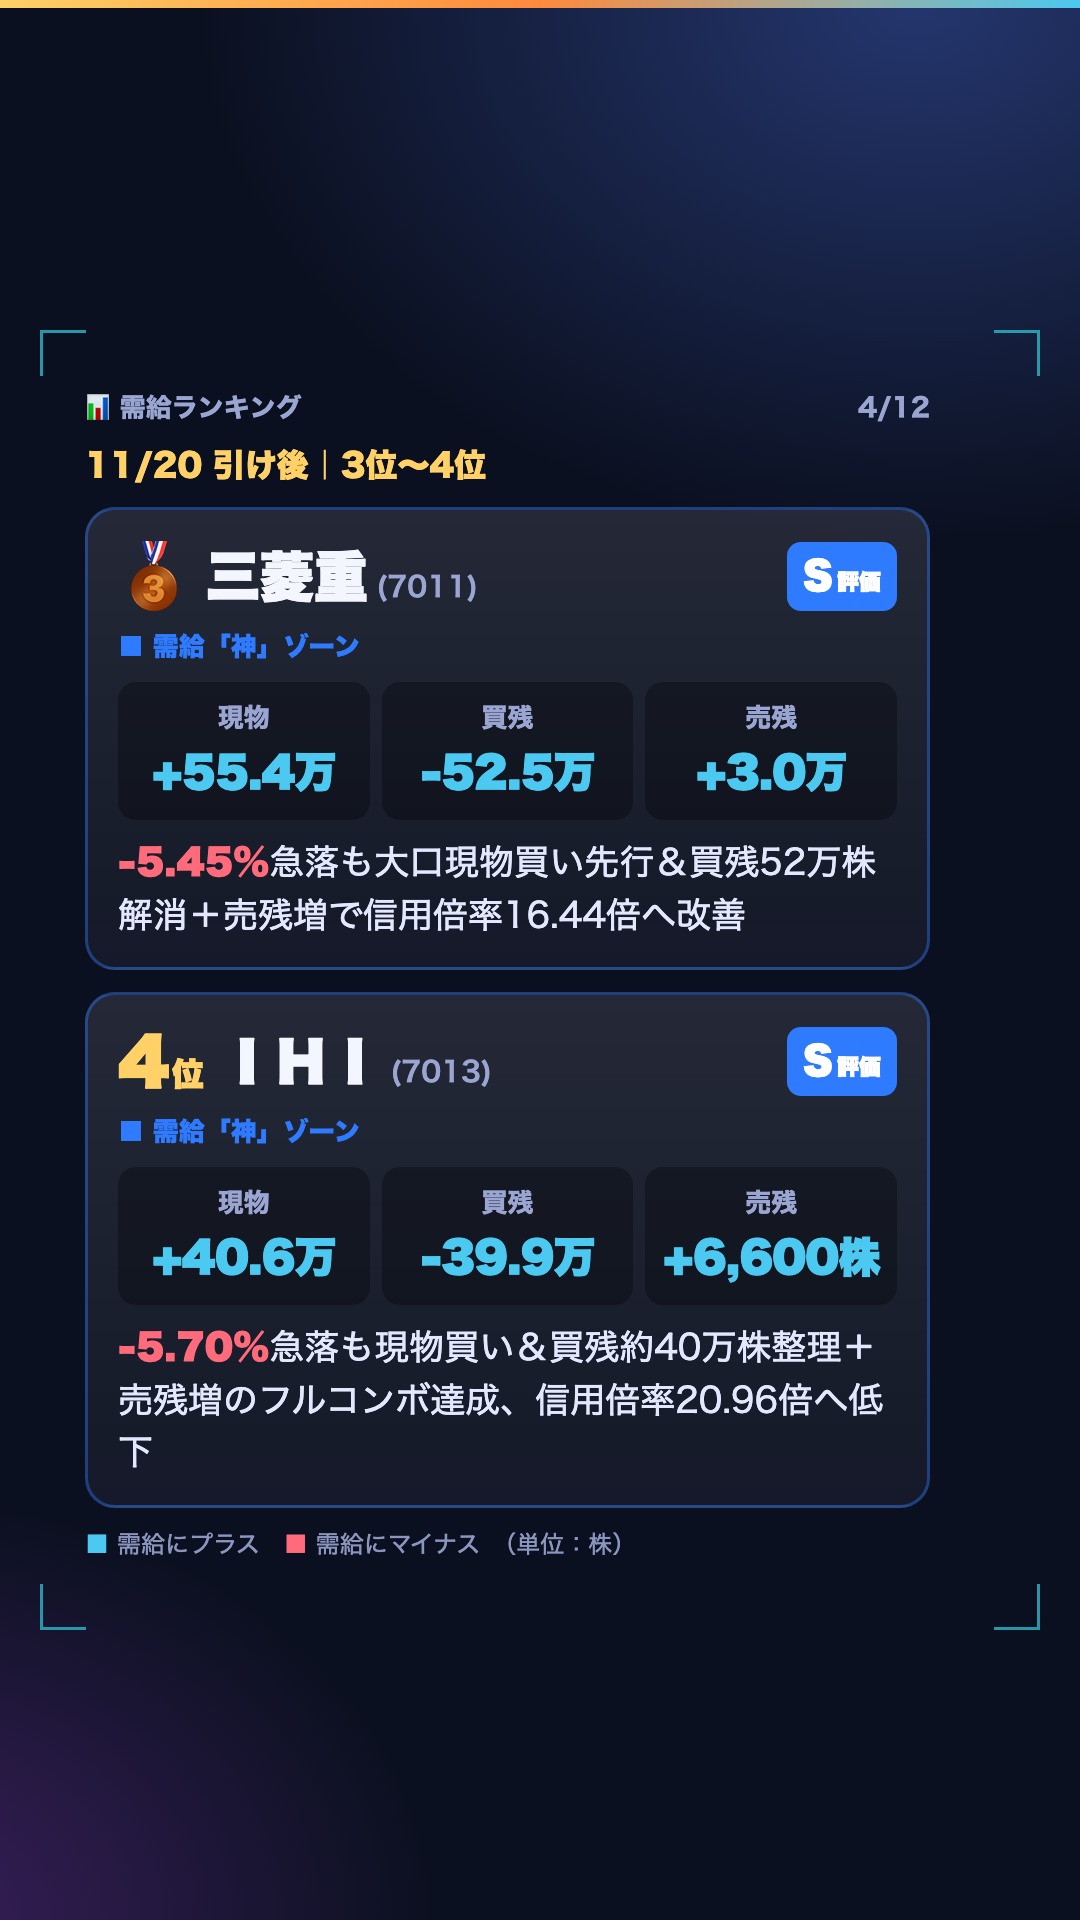 需給ランキング
4/12
11/20 引け後｜3位〜4位
3 三菱重 (7011)
S 評価
■ 需給「神」ゾーン
現物 買残 売残
+55.4万 -52.5万 +3.0万
-5.45%急落も大口現物買い先行＆買残52万株
解消＋売残増で信用倍率16.44倍へ改善
4位 ＩＨＩ (7013)
S 評価
■ 需給「神」ゾーン
現物 買残 売残
+40.6万 -39.9万 +6,600株
-5.70%急落も現物買い＆買残約40万株整理＋
売残増のフルコンボ達成、信用倍率20.96倍へ低
下
■ 需給にプラス ■ 需給にマイナス （単位：株）